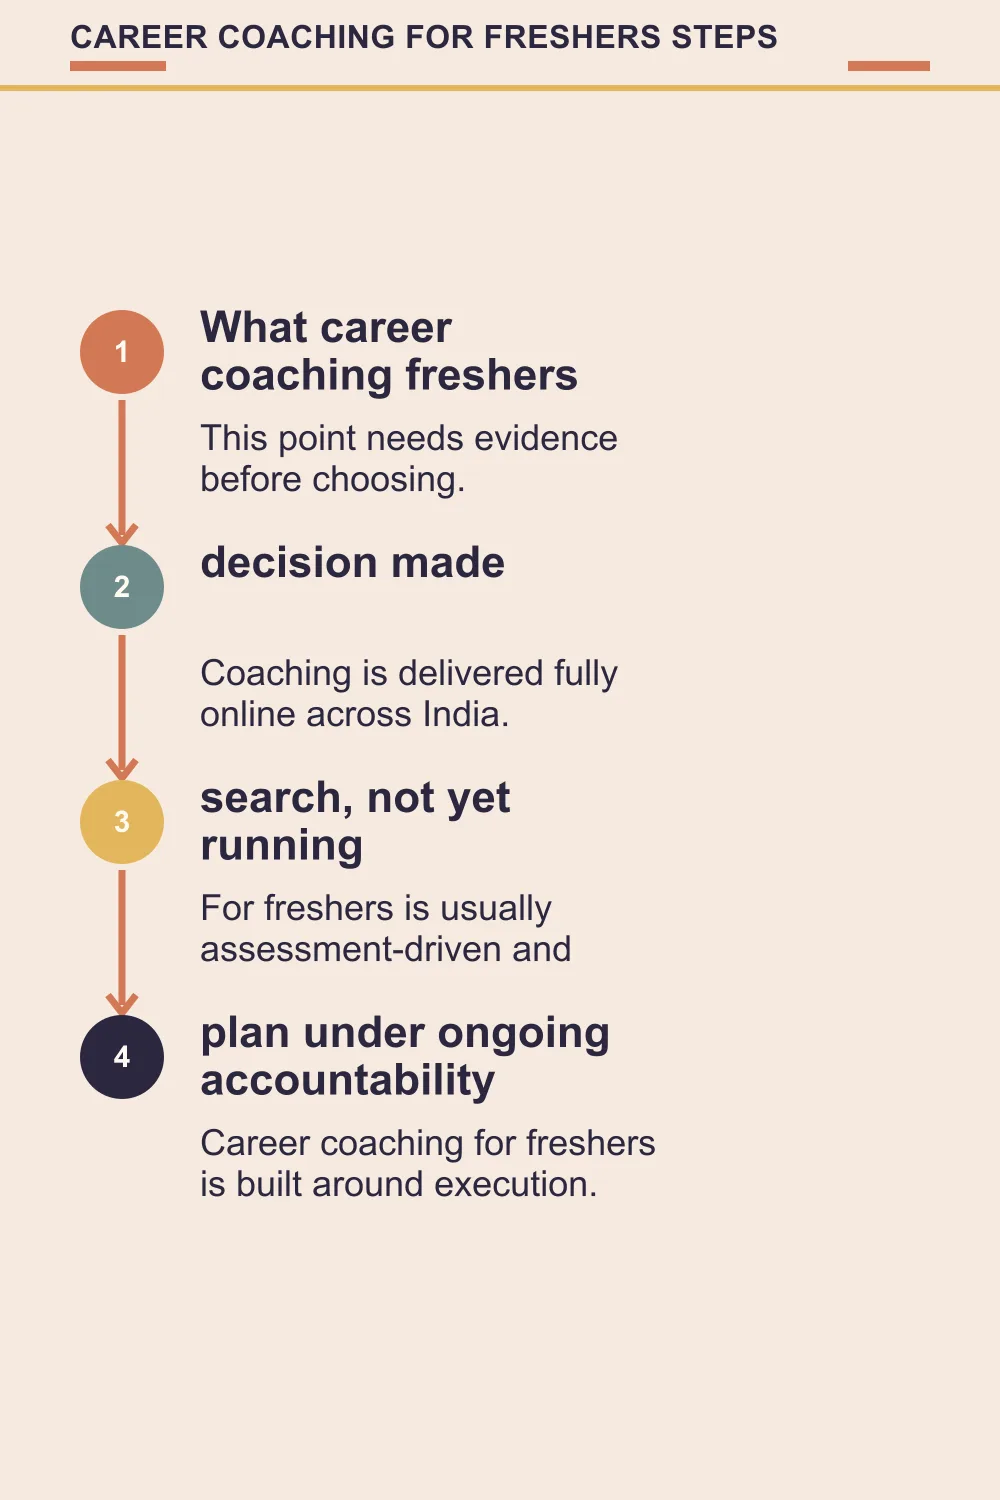 CAREER COACHING FOR FRESHERS STEPS
1
What career
coaching freshers
This point needs evidence
before choosing.
2
decision made
Coaching is delivered fully
online across India.
3
search, not yet
running
For freshers is usually
assessment-driven and
4
plan under ongoing
accountability
Career coaching for freshers
is built around execution.